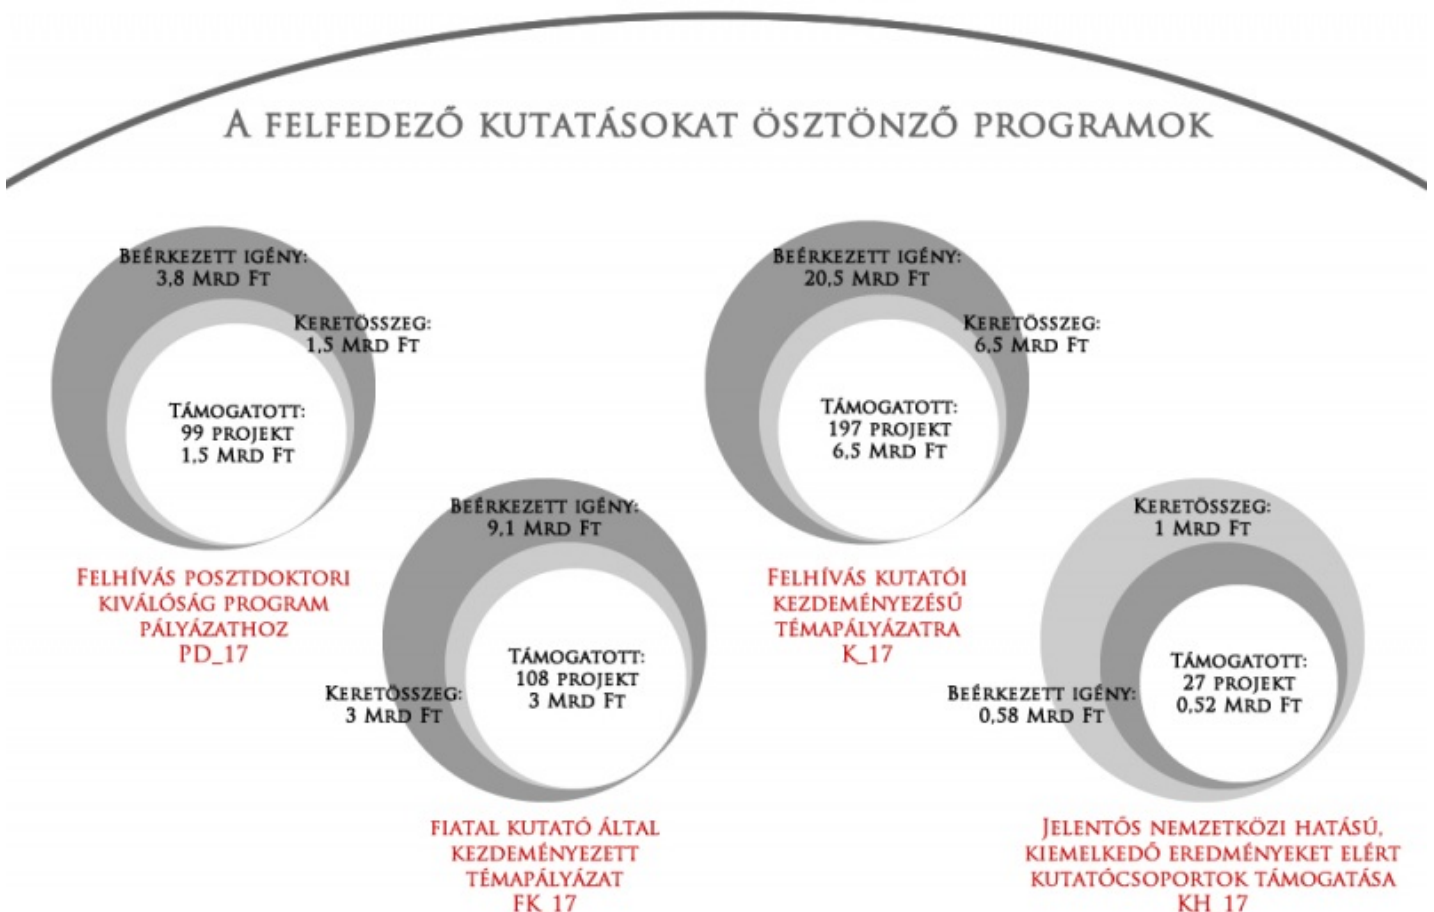 A FELFEDEZŐ KUTATÁSOKAT ÖSZTÖNZŐ PROGRAMOK
BEÉRKEZETT IGÉNY:
3,8 MRD FT
KERETÖSSZEG:
1,5 MRD FT
TÁMOGATOTT:
99 PROJEKT
1,5 MRD FT
FELHÍVÁS POSZTDOKTORI
KIVÁLÓSÁG PROGRAM
PÁLYÁZATHOZ
PD_17
BEÉRKEZETT IGÉNY:
9,1 MRD FT
KERETÖSSZEG:
3 MRD FT
TÁMOGATOTT:
108 PROJEKT
3 MRD FT
FIATAL KUTATÓ ÁLTAL
KEZDEMÉNYEZETT
TÉMAPÁLYÁZAT
FK_17
BEÉRKEZETT IGÉNY:
20,5 MRD FT
KERETÖSSZEG:
6,5 MRD FT
TÁMOGATOTT:
197 PROJEKT
6,5 MRD FT
FELHÍVÁS KUTATÓI
KEZDEMÉNYEZÉSŰ
TÉMAPÁLYÁZATRA
K_17
KERETÖSSZEG:
1 MRD FT
BEÉRKEZETT IGÉNY:
0,58 MRD FT
TÁMOGATOTT:
27 PROJEKT
0,52 MRD FT
JELENTŐS NEMZETKÖZI HATÁSÚ,
KIEMELKEDŐ EREDMÉNYEKET ELÉRT
KUTATÓCSOPORTOK TÁMOGATÁSA
KH_17